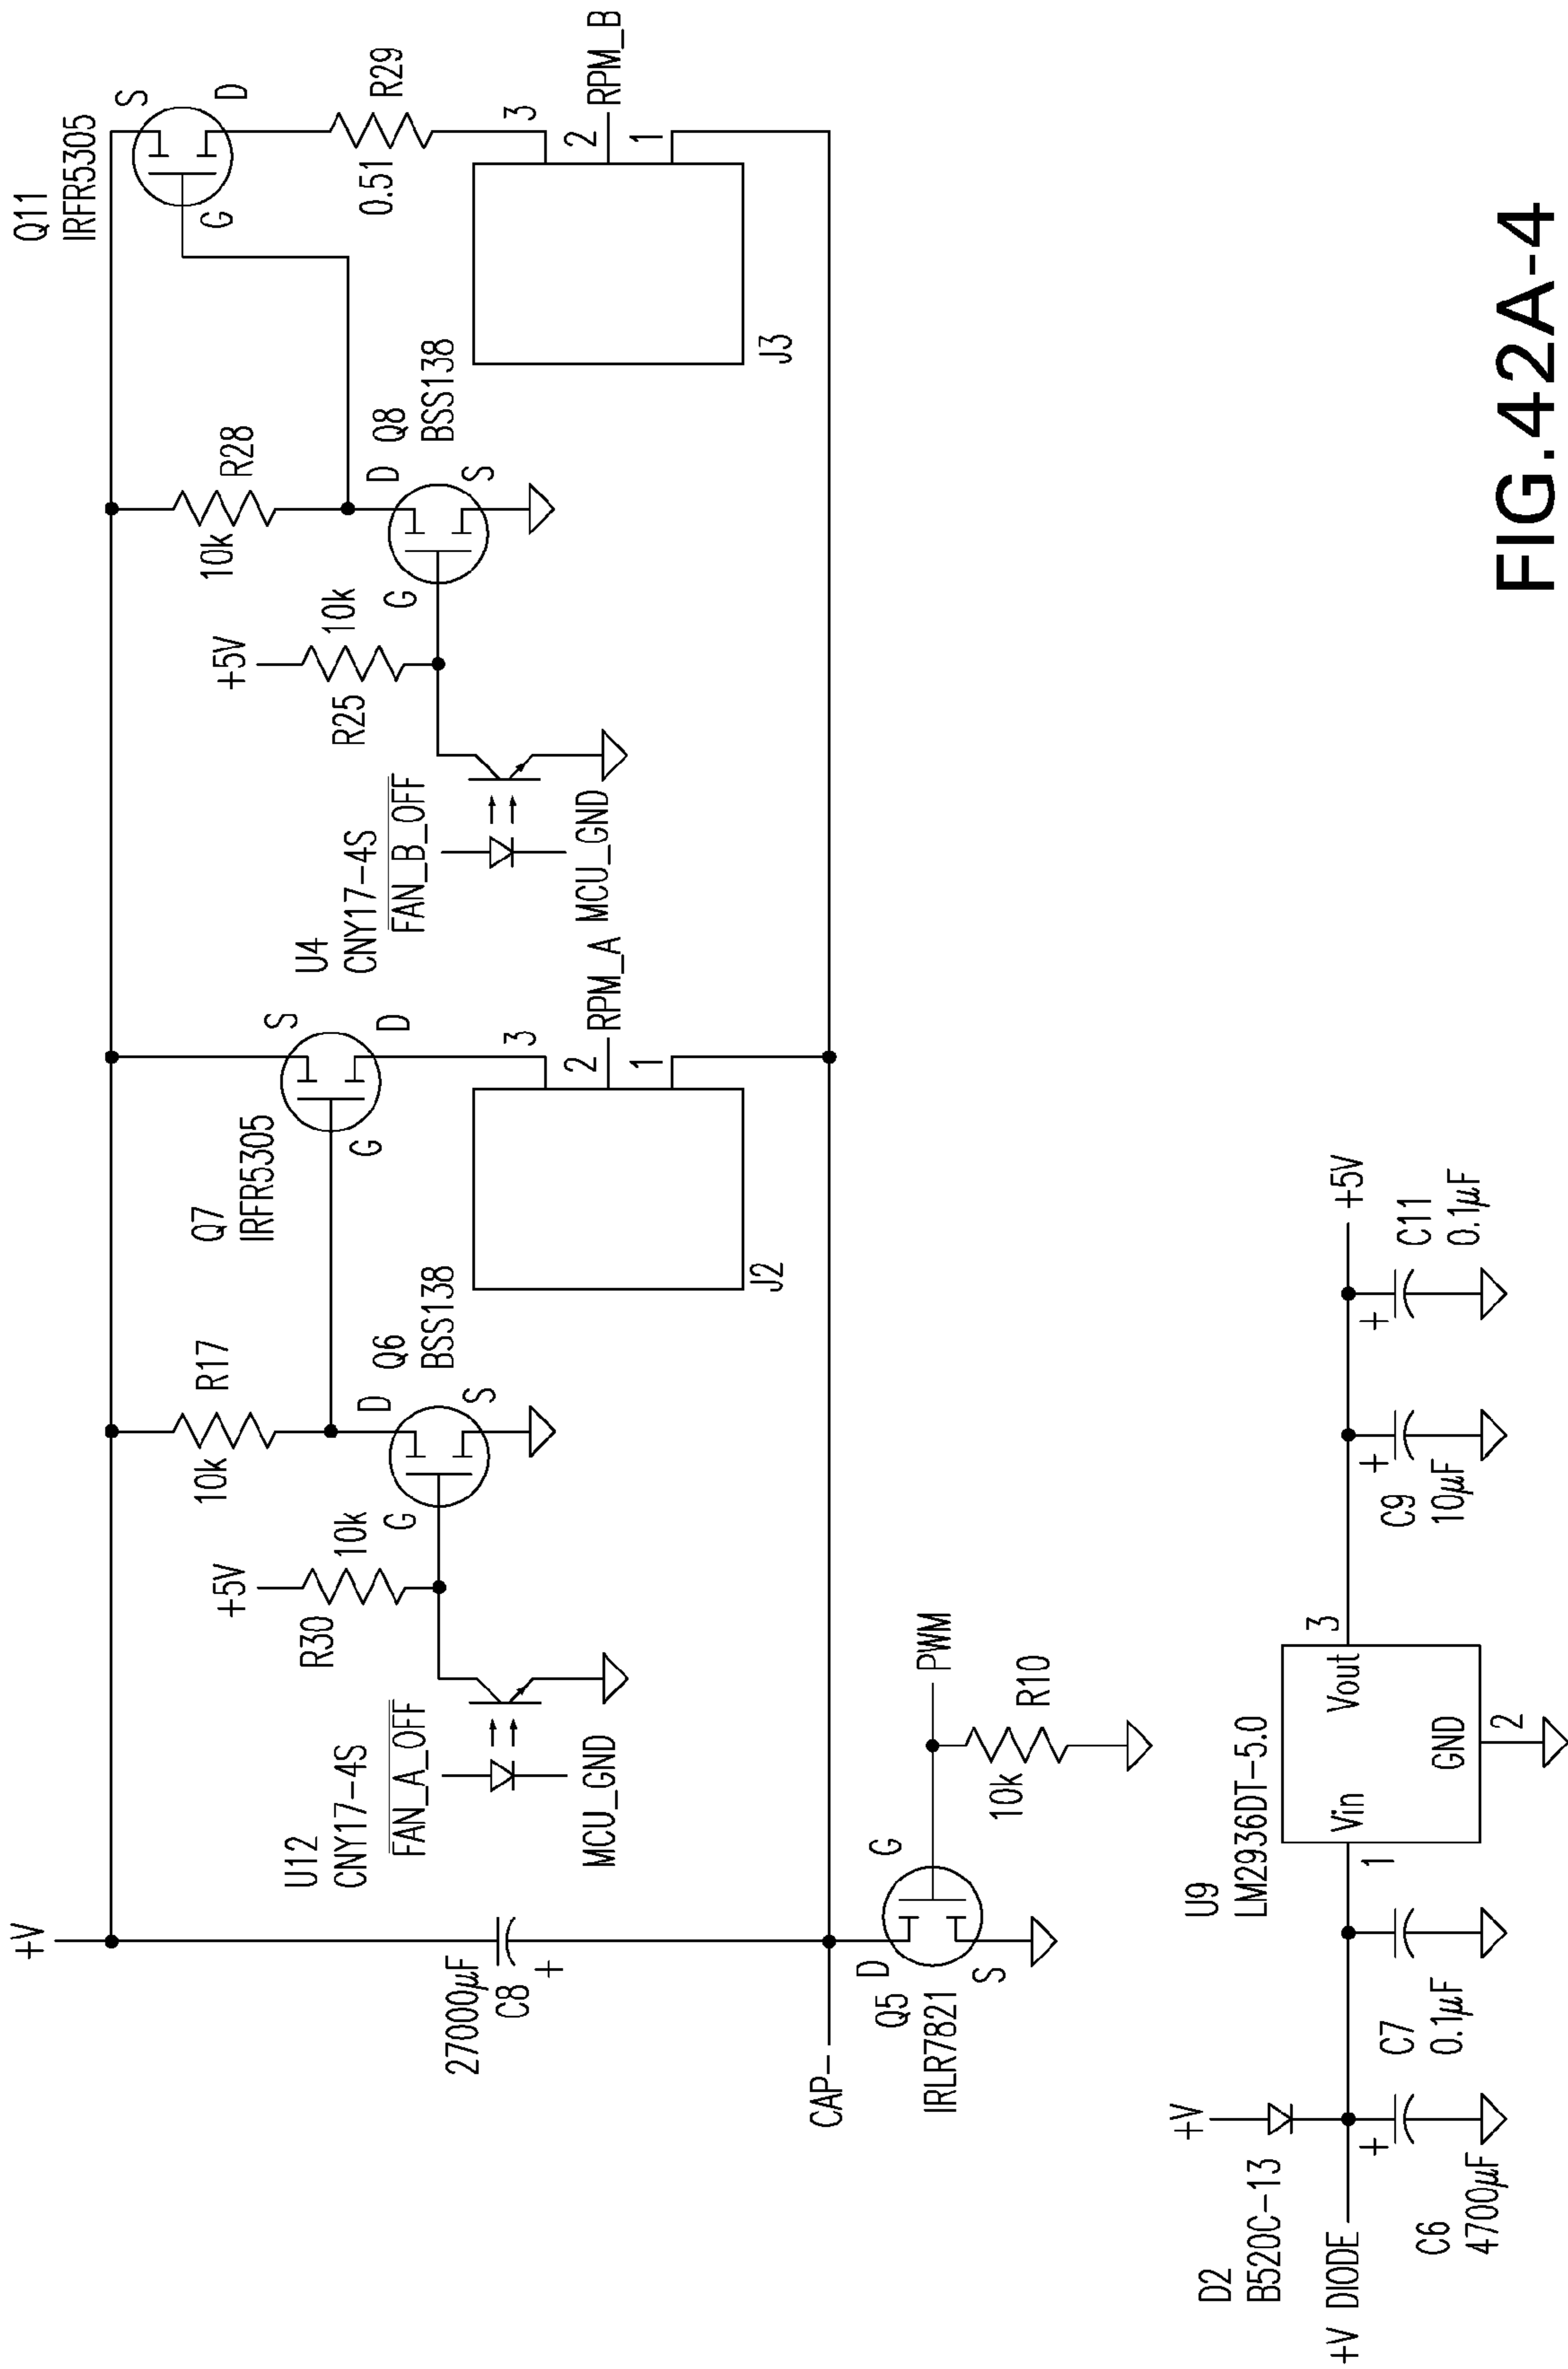 +V
27000µF
C8
+
CAP-
U12
CNY17-4S
FAN_A_OFF
MCU_GND
+5V
R30
10k
G
10k
R17
D
S
Q6
BSS138
Q7
IRFR5305
S
G
D
J2
3
2
1
RPM_A
U4
CNY17-4S
FAN_B_OFF
MCU_GND
+5V
R25
10k
G
10k
R28
D
S
Q8
BSS138
Q11
IRFR5305
S
G
D
0.51
R29
J3
3
2
1
RPM_B
D
G
S
Q5
IRLR7821
PWM
10k
R10
D2
B520C-13
+V
+V DIODE
+
C6
4700µF
C7
0.1µF
U9
LM2936DT-5.0
1
Vin
Vout
GND
3
2
+
C9
10µF
+
C11
0.1µF
+5V
FIG.42A-4